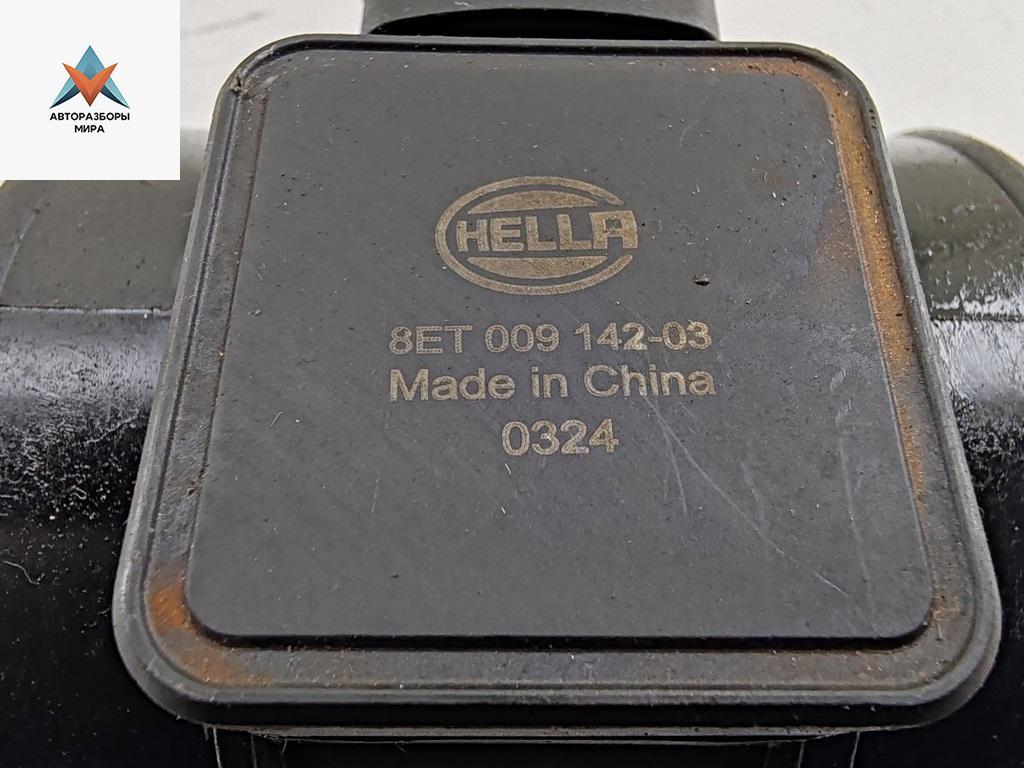 АВТОРАЗБОРЫ
МИРА
HELLA
8ET 009 142-03
Made in China
0324